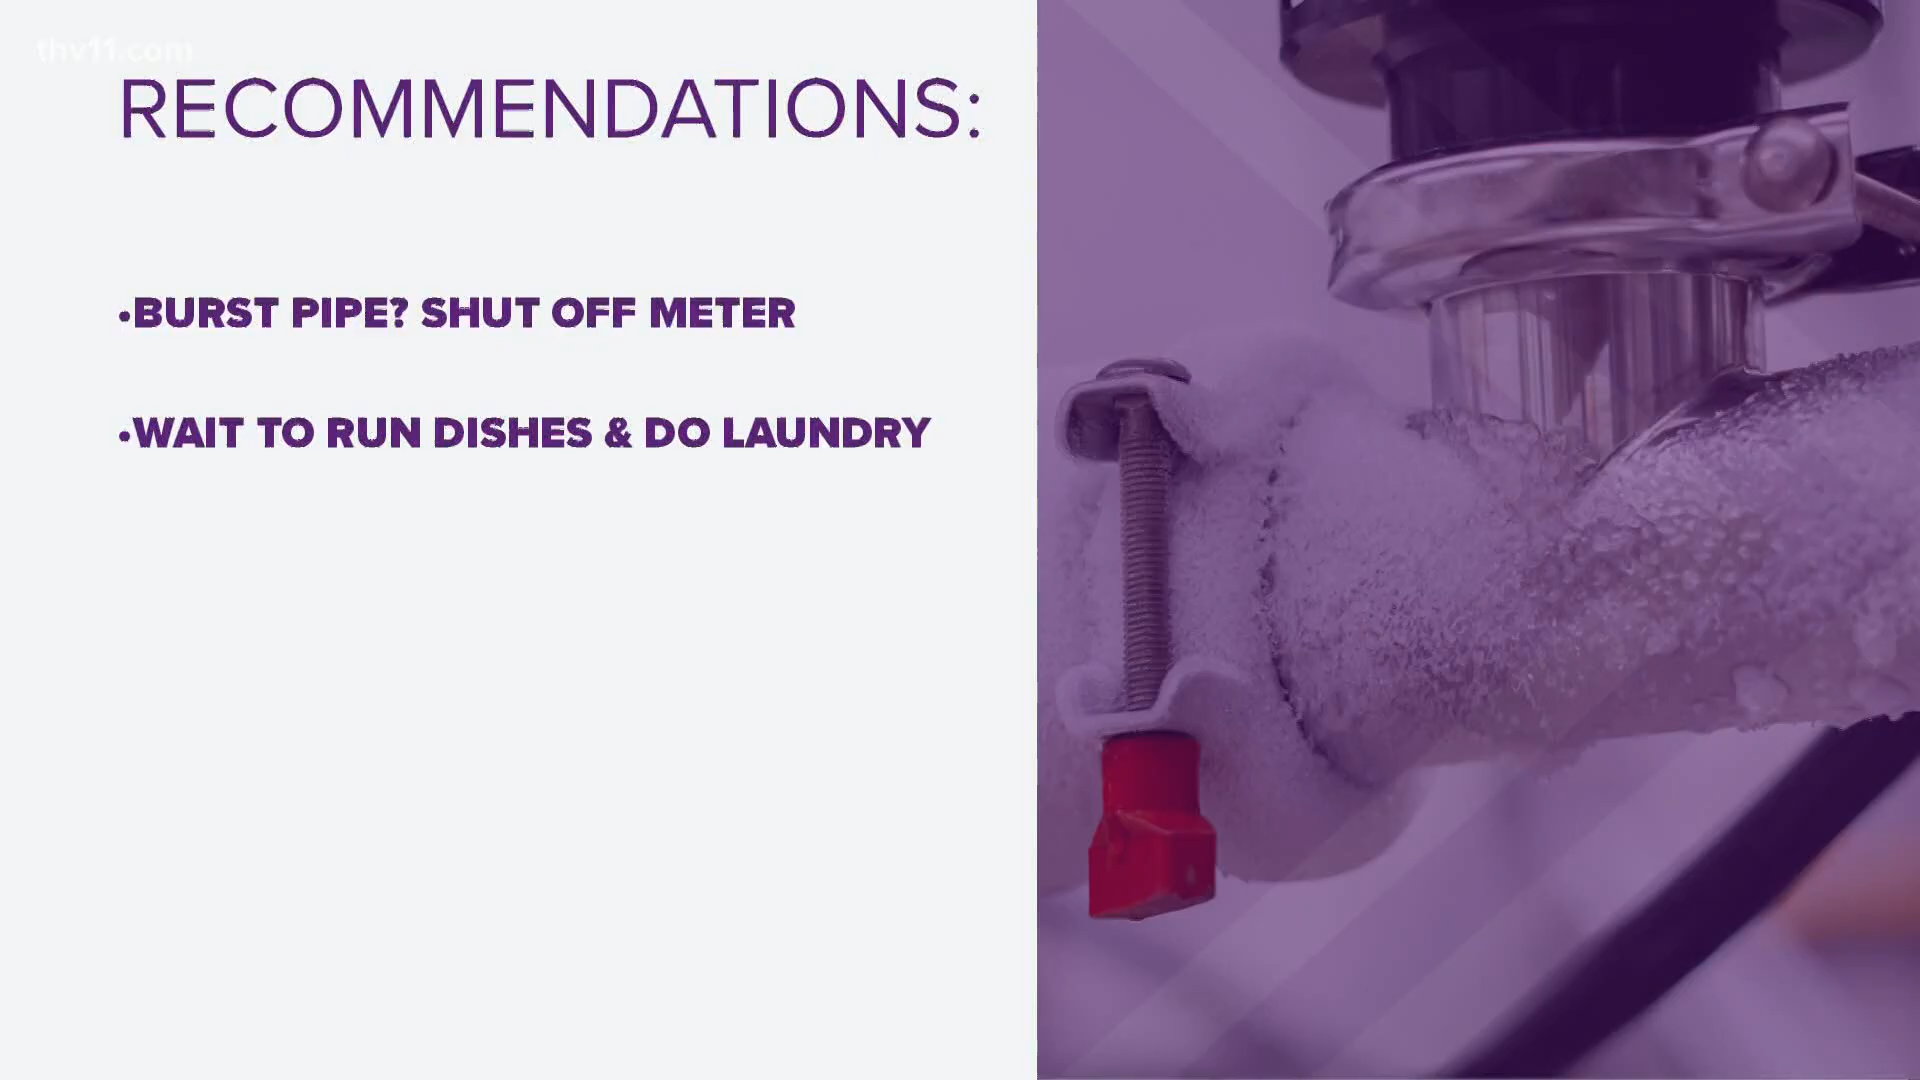 thv11.com
RECOMMENDATIONS:
•BURST PIPE? SHUT OFF METER
•WAIT TO RUN DISHES & DO LAUNDRY